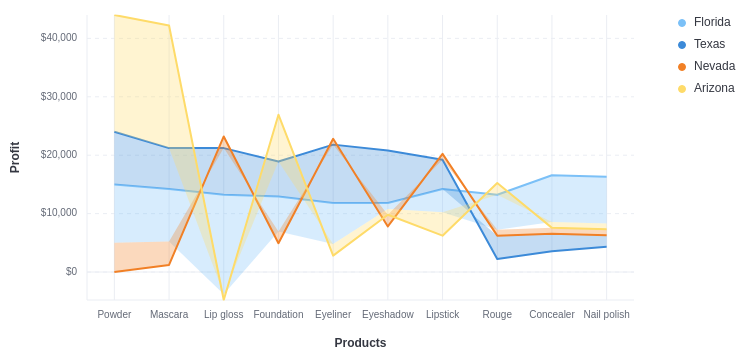 Florida
Texas
Nevada
Arizona
Profit
$40,000
$30,000
$20,000
$10,000
$0
Powder Mascara Lip gloss Foundation Eyeliner Eyeshadow Lipstick Rouge Concealer Nail polish
Products